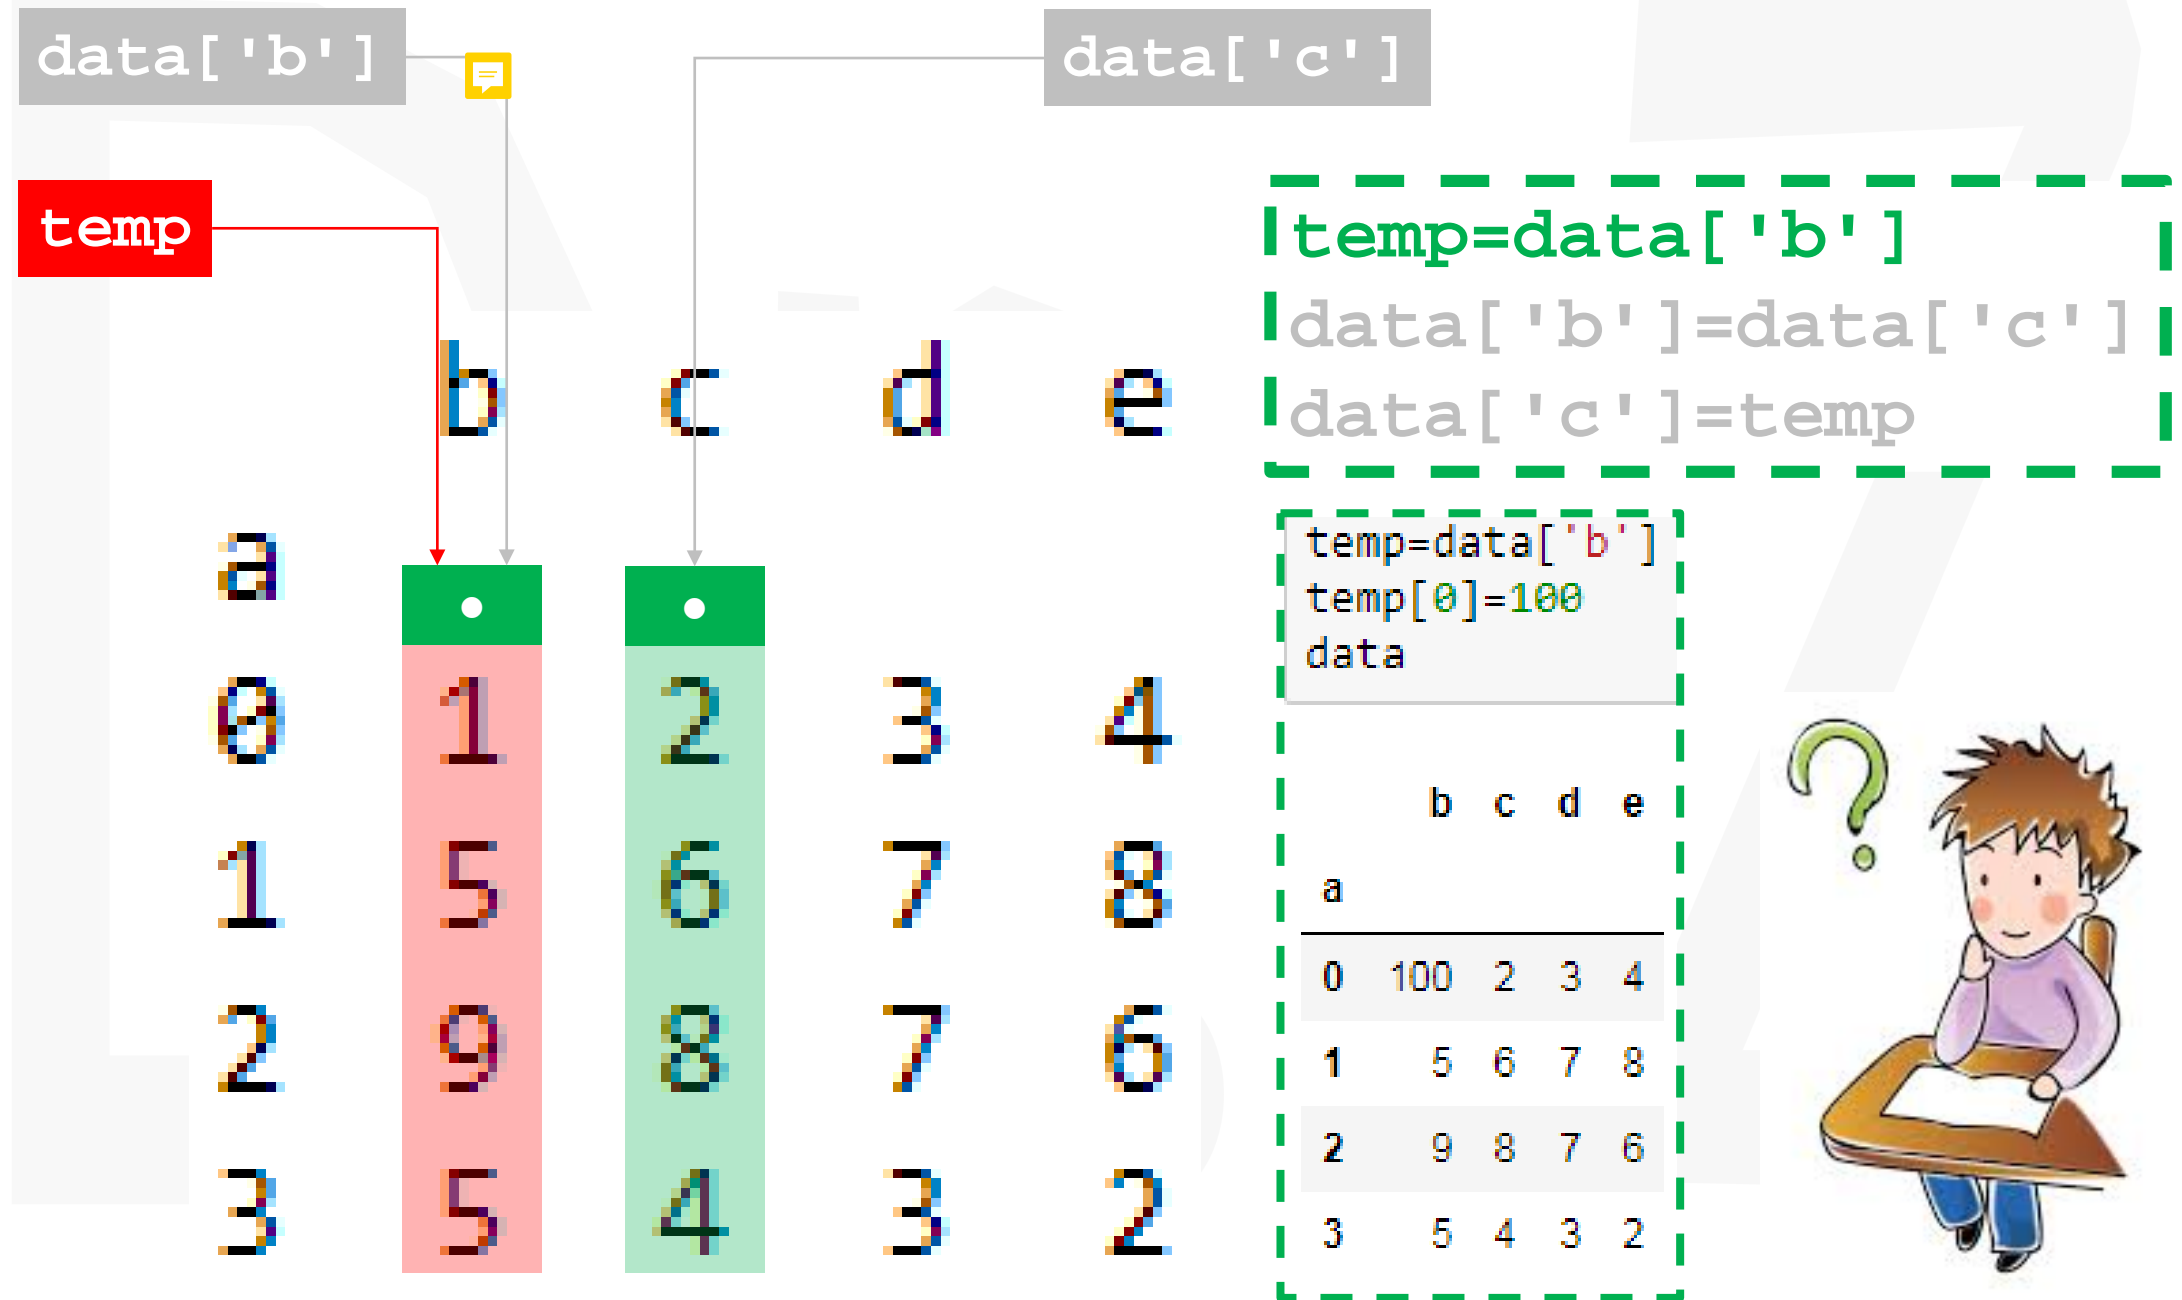 data['b']
data['c']
temp
temp=data['b']
data['b']=data['c']
data['c']=temp
b c d e
a
0 1 2 3 4
1 5 6 7 8
2 9 8 7 6
3 5 4 3 2
temp=data['b']
temp[0]=100
data
b c d e
a
0 100 2 3 4
1 5 6 7 8
2 9 8 7 6
3 5 4 3 2
?